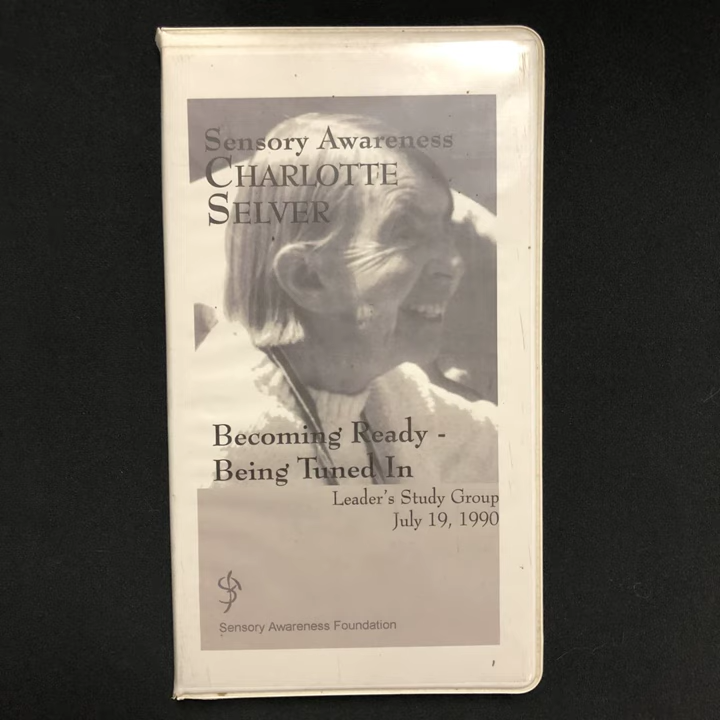 Sensory Awareness
CHARLOTTE
SELVER
Becoming Ready -
Being Tuned In
Leader's Study Group
July 19, 1990
Sensory Awareness Foundation